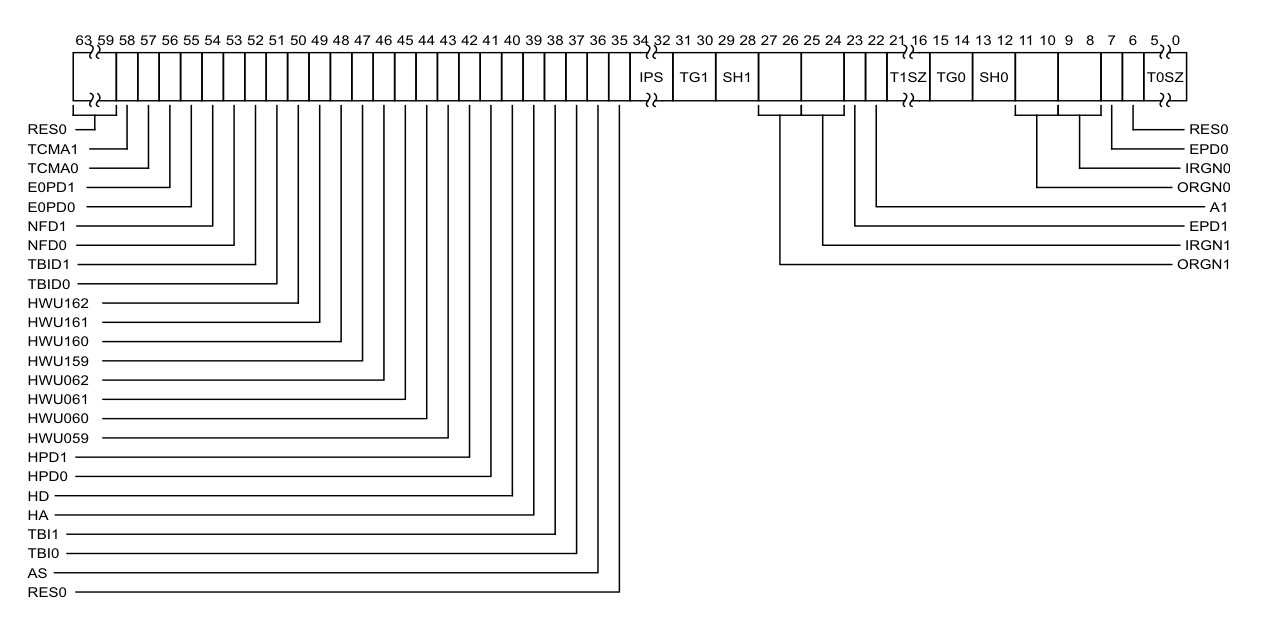 63 59 58 57 56 55 54 53 52 51 50 49 48 47 46 45 44 43 42 41 40 39 38 37 36 35 34 32 31 30 29 28 27 26 25 24 23 22 21 16 15 14 13 12 11 10 9 8 7 6 5 0
IPS TG1 SH1 T1SZ TG0 SH0 T0SZ
RES0 RES0
TCMA1 EPD0
TCMA0 IRGN0
E0PD1 ORGN0
E0PD0 A1
NFD1 EPD1
NFD0 IRGN1
TBID1 ORGN1
TBID0
HWU162
HWU161
HWU160
HWU159
HWU062
HWU061
HWU060
HWU059
HPD1
HPD0
HD
HA
TBI1
TBI0
AS
RES0